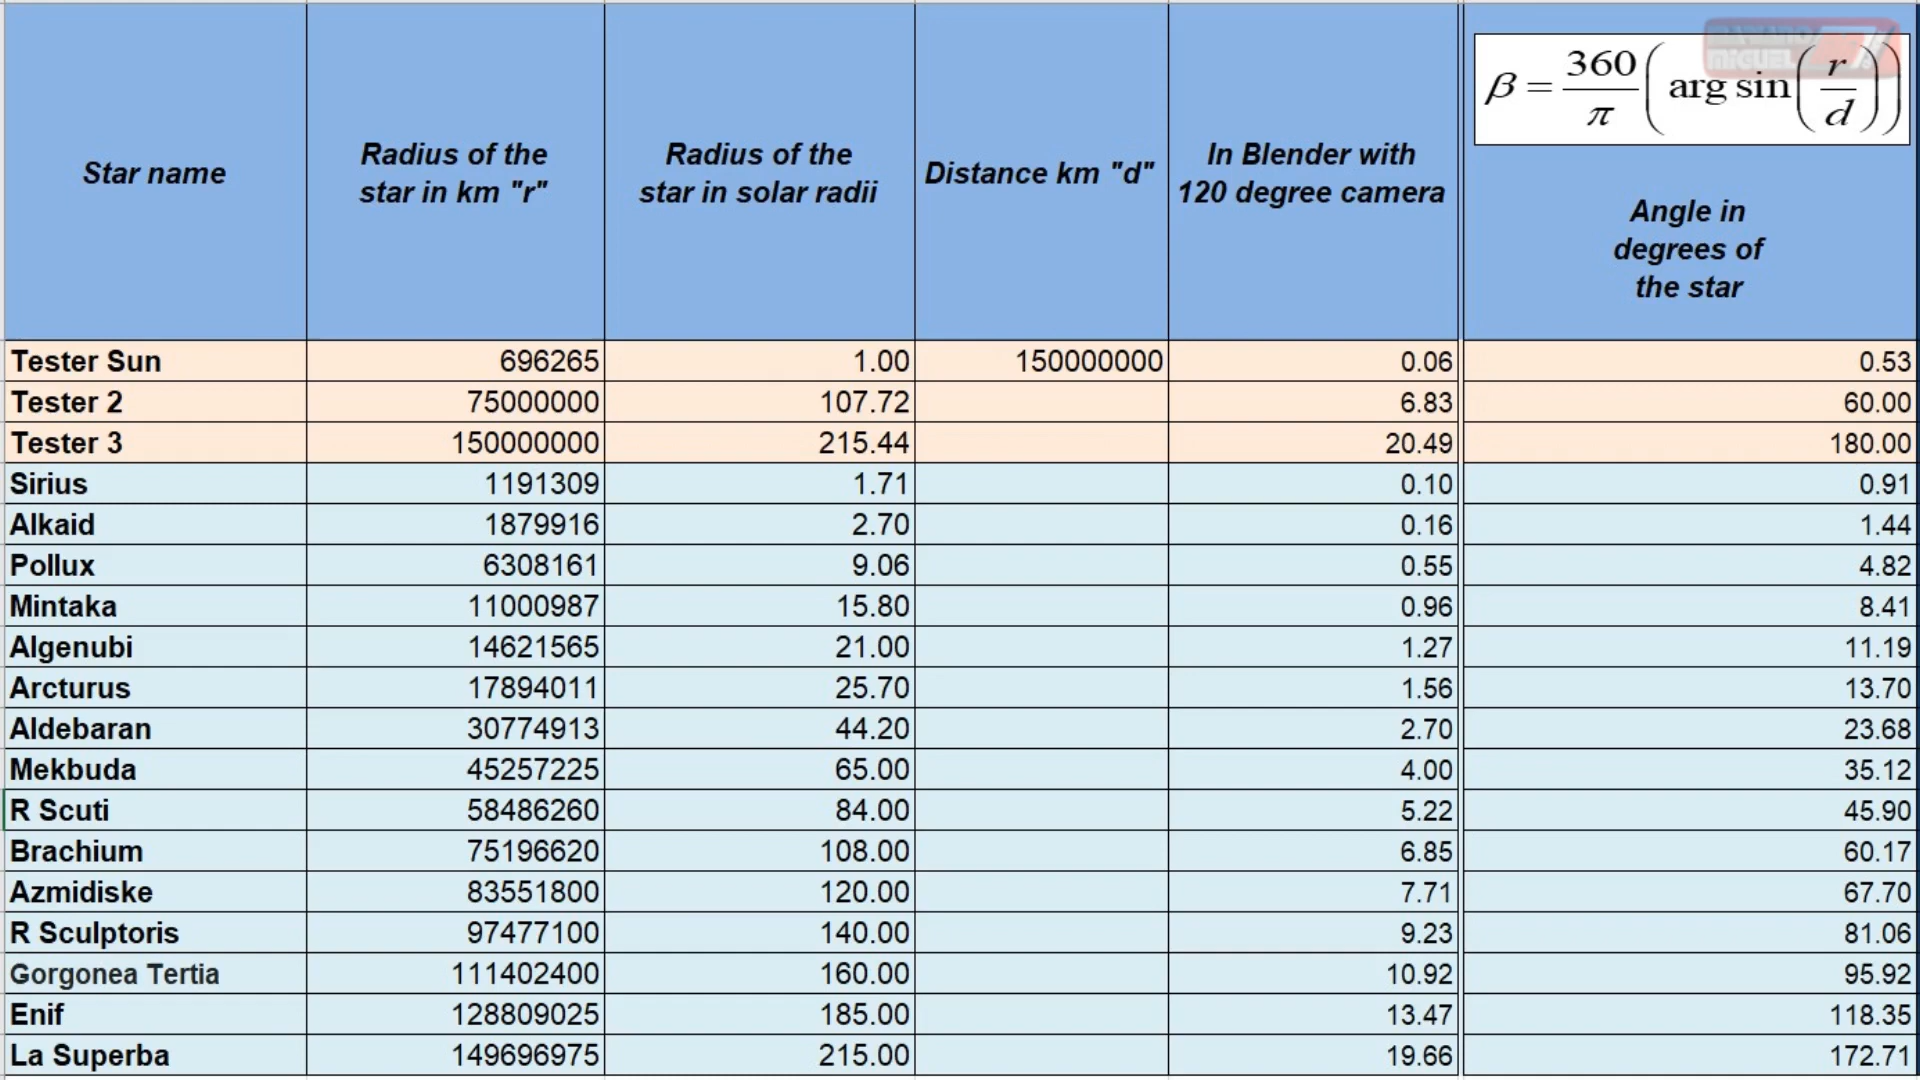 Star name
Radius of the
star in km "r"
Radius of the
star in solar radii
Distance km "d"
In Blender with
120 degree camera
β = 360/π (arg sin(r/d))
Angle in
degrees of
the star
Tester Sun 696265 1.00 150000000 0.06 0.53
Tester 2 75000000 107.72 6.83 60.00
Tester 3 150000000 215.44 20.49 180.00
Sirius 1191309 1.71 0.10 0.91
Alkaid 1879916 2.70 0.16 1.44
Pollux 6308161 9.06 0.55 4.82
Mintaka 11000987 15.80 0.96 8.41
Algenubi 14621565 21.00 1.27 11.19
Arcturus 17894011 25.70 1.56 13.70
Aldebaran 30774913 44.20 2.70 23.68
Mekbuda 45257225 65.00 4.00 35.12
R Scuti 58486260 84.00 5.22 45.90
Brachium 75196620 108.00 6.85 60.17
Azmidiske 83551800 120.00 7.71 67.70
R Sculptoris 97477100 140.00 9.23 81.06
Gorgonea Tertia 111402400 160.00 10.92 95.92
Enif 128809025 185.00 13.47 118.35
La Superba 149696975 215.00 19.66 172.71